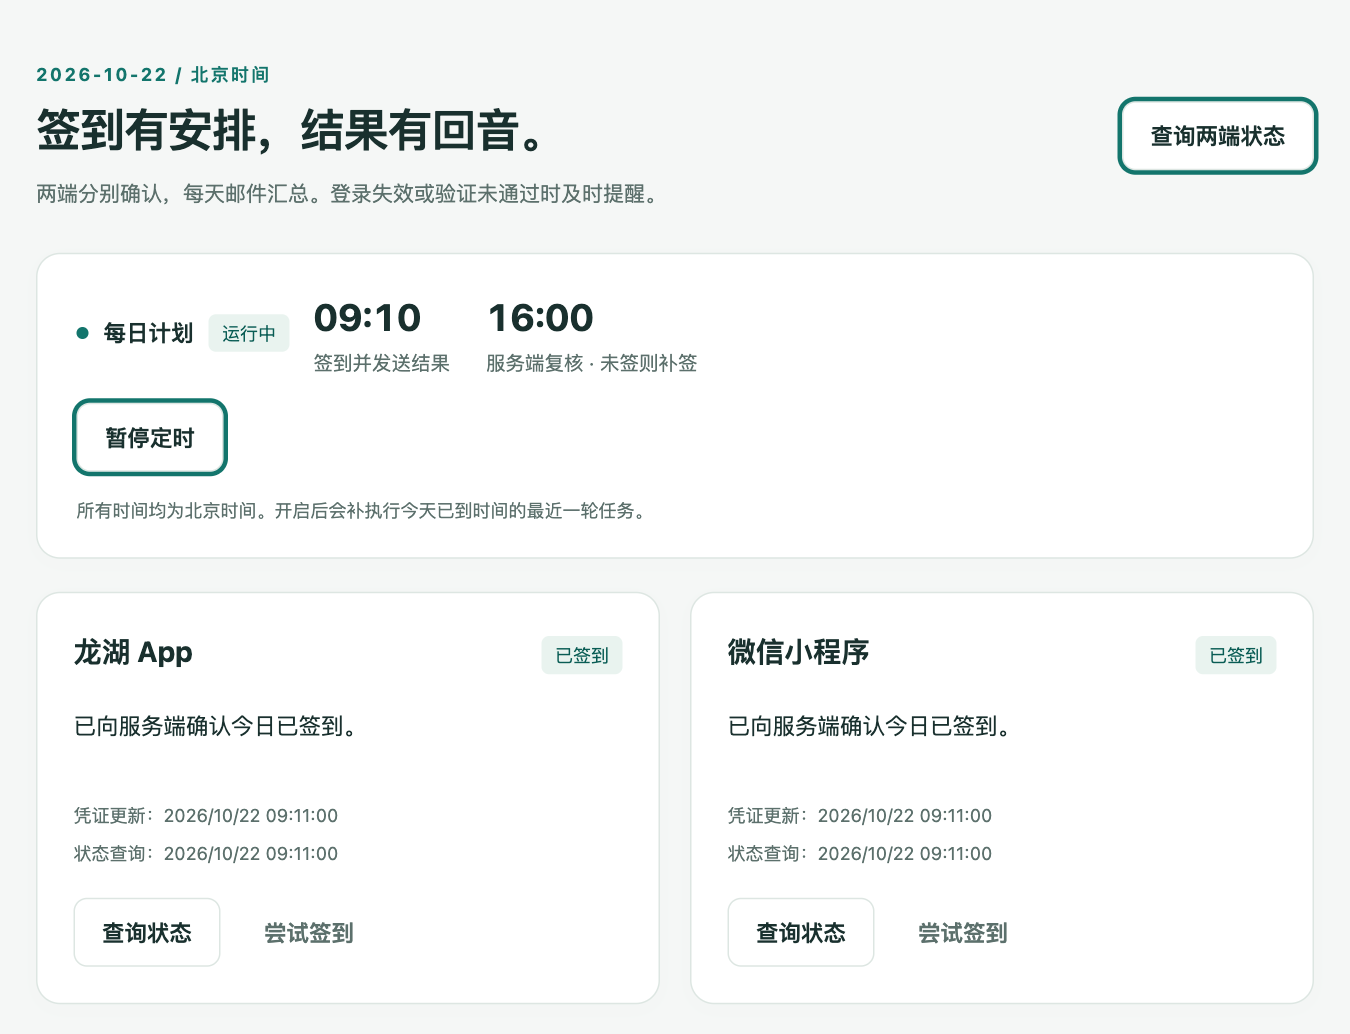 2026-10-22 / 北京时间
签到有安排，结果有回音。
查询两端状态
两端分别确认，每天邮件汇总。登录失效或验证未通过时及时提醒。
每日计划
运行中
09:10
签到并发送结果
16:00
服务端复核 · 未签则补签
暂停定时
所有时间均为北京时间。开启后会补执行今天已到时间的最近一轮任务。
龙湖 App
已签到
已向服务端确认今日已签到。
凭证更新：2026/10/22 09:11:00
状态查询：2026/10/22 09:11:00
查询状态
尝试签到
微信小程序
已签到
已向服务端确认今日已签到。
凭证更新：2026/10/22 09:11:00
状态查询：2026/10/22 09:11:00
查询状态
尝试签到